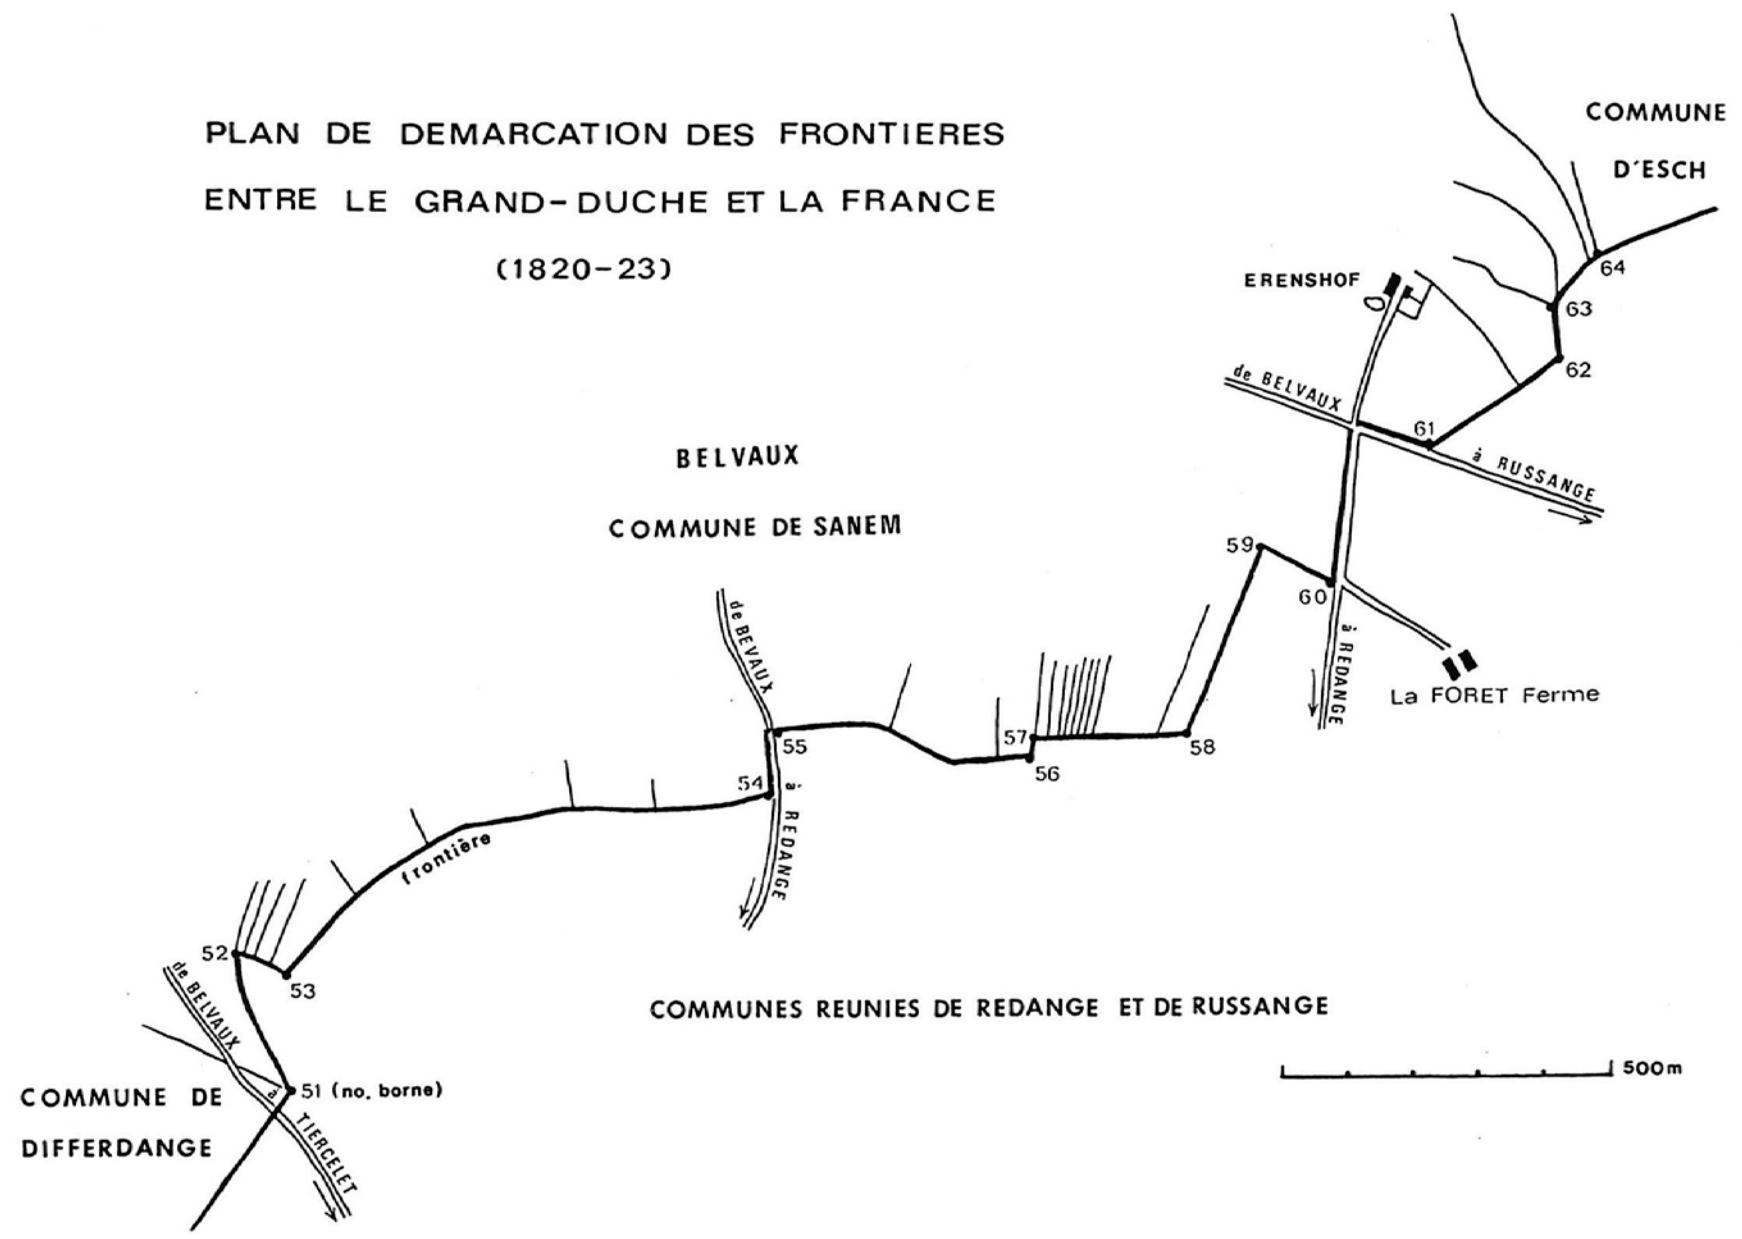 PLAN DE DEMARCATION DES FRONTIERES
ENTRE LE GRAND-DUCHE ET LA FRANCE
(1820-23)
COMMUNE
D'ESCH
64
ERENSHOF
63
62
de BELVAUX
61
à RUSSANGE
BELVAUX
COMMUNE DE SANEM
59
60
à REDANGE
La FORET Ferme
de BEVAUX
55
57
58
56
54
à REDANGE
frontière
52
53
de BELVAUX
COMMUNES REUNIES DE REDANGE ET DE RUSSANGE
500m
51 (no. borne)
à TIERCELET
COMMUNE DE
DIFFERDANGE